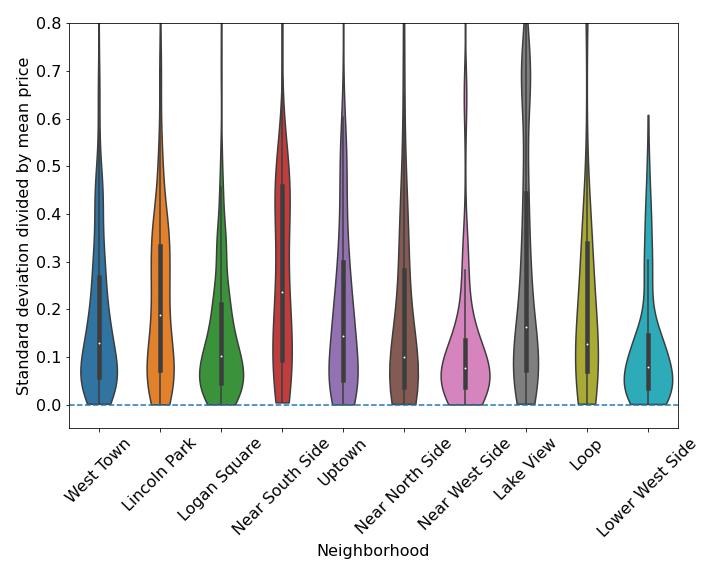 Standard deviation divided by mean price
0.8
0.7
0.6
0.5
0.4
0.3
0.2
0.1
0.0
West Town
Lincoln Park
Logan Square
Near South Side
Uptown
Near North Side
Near West Side
Lake View
Loop
Lower West Side
Neighborhood